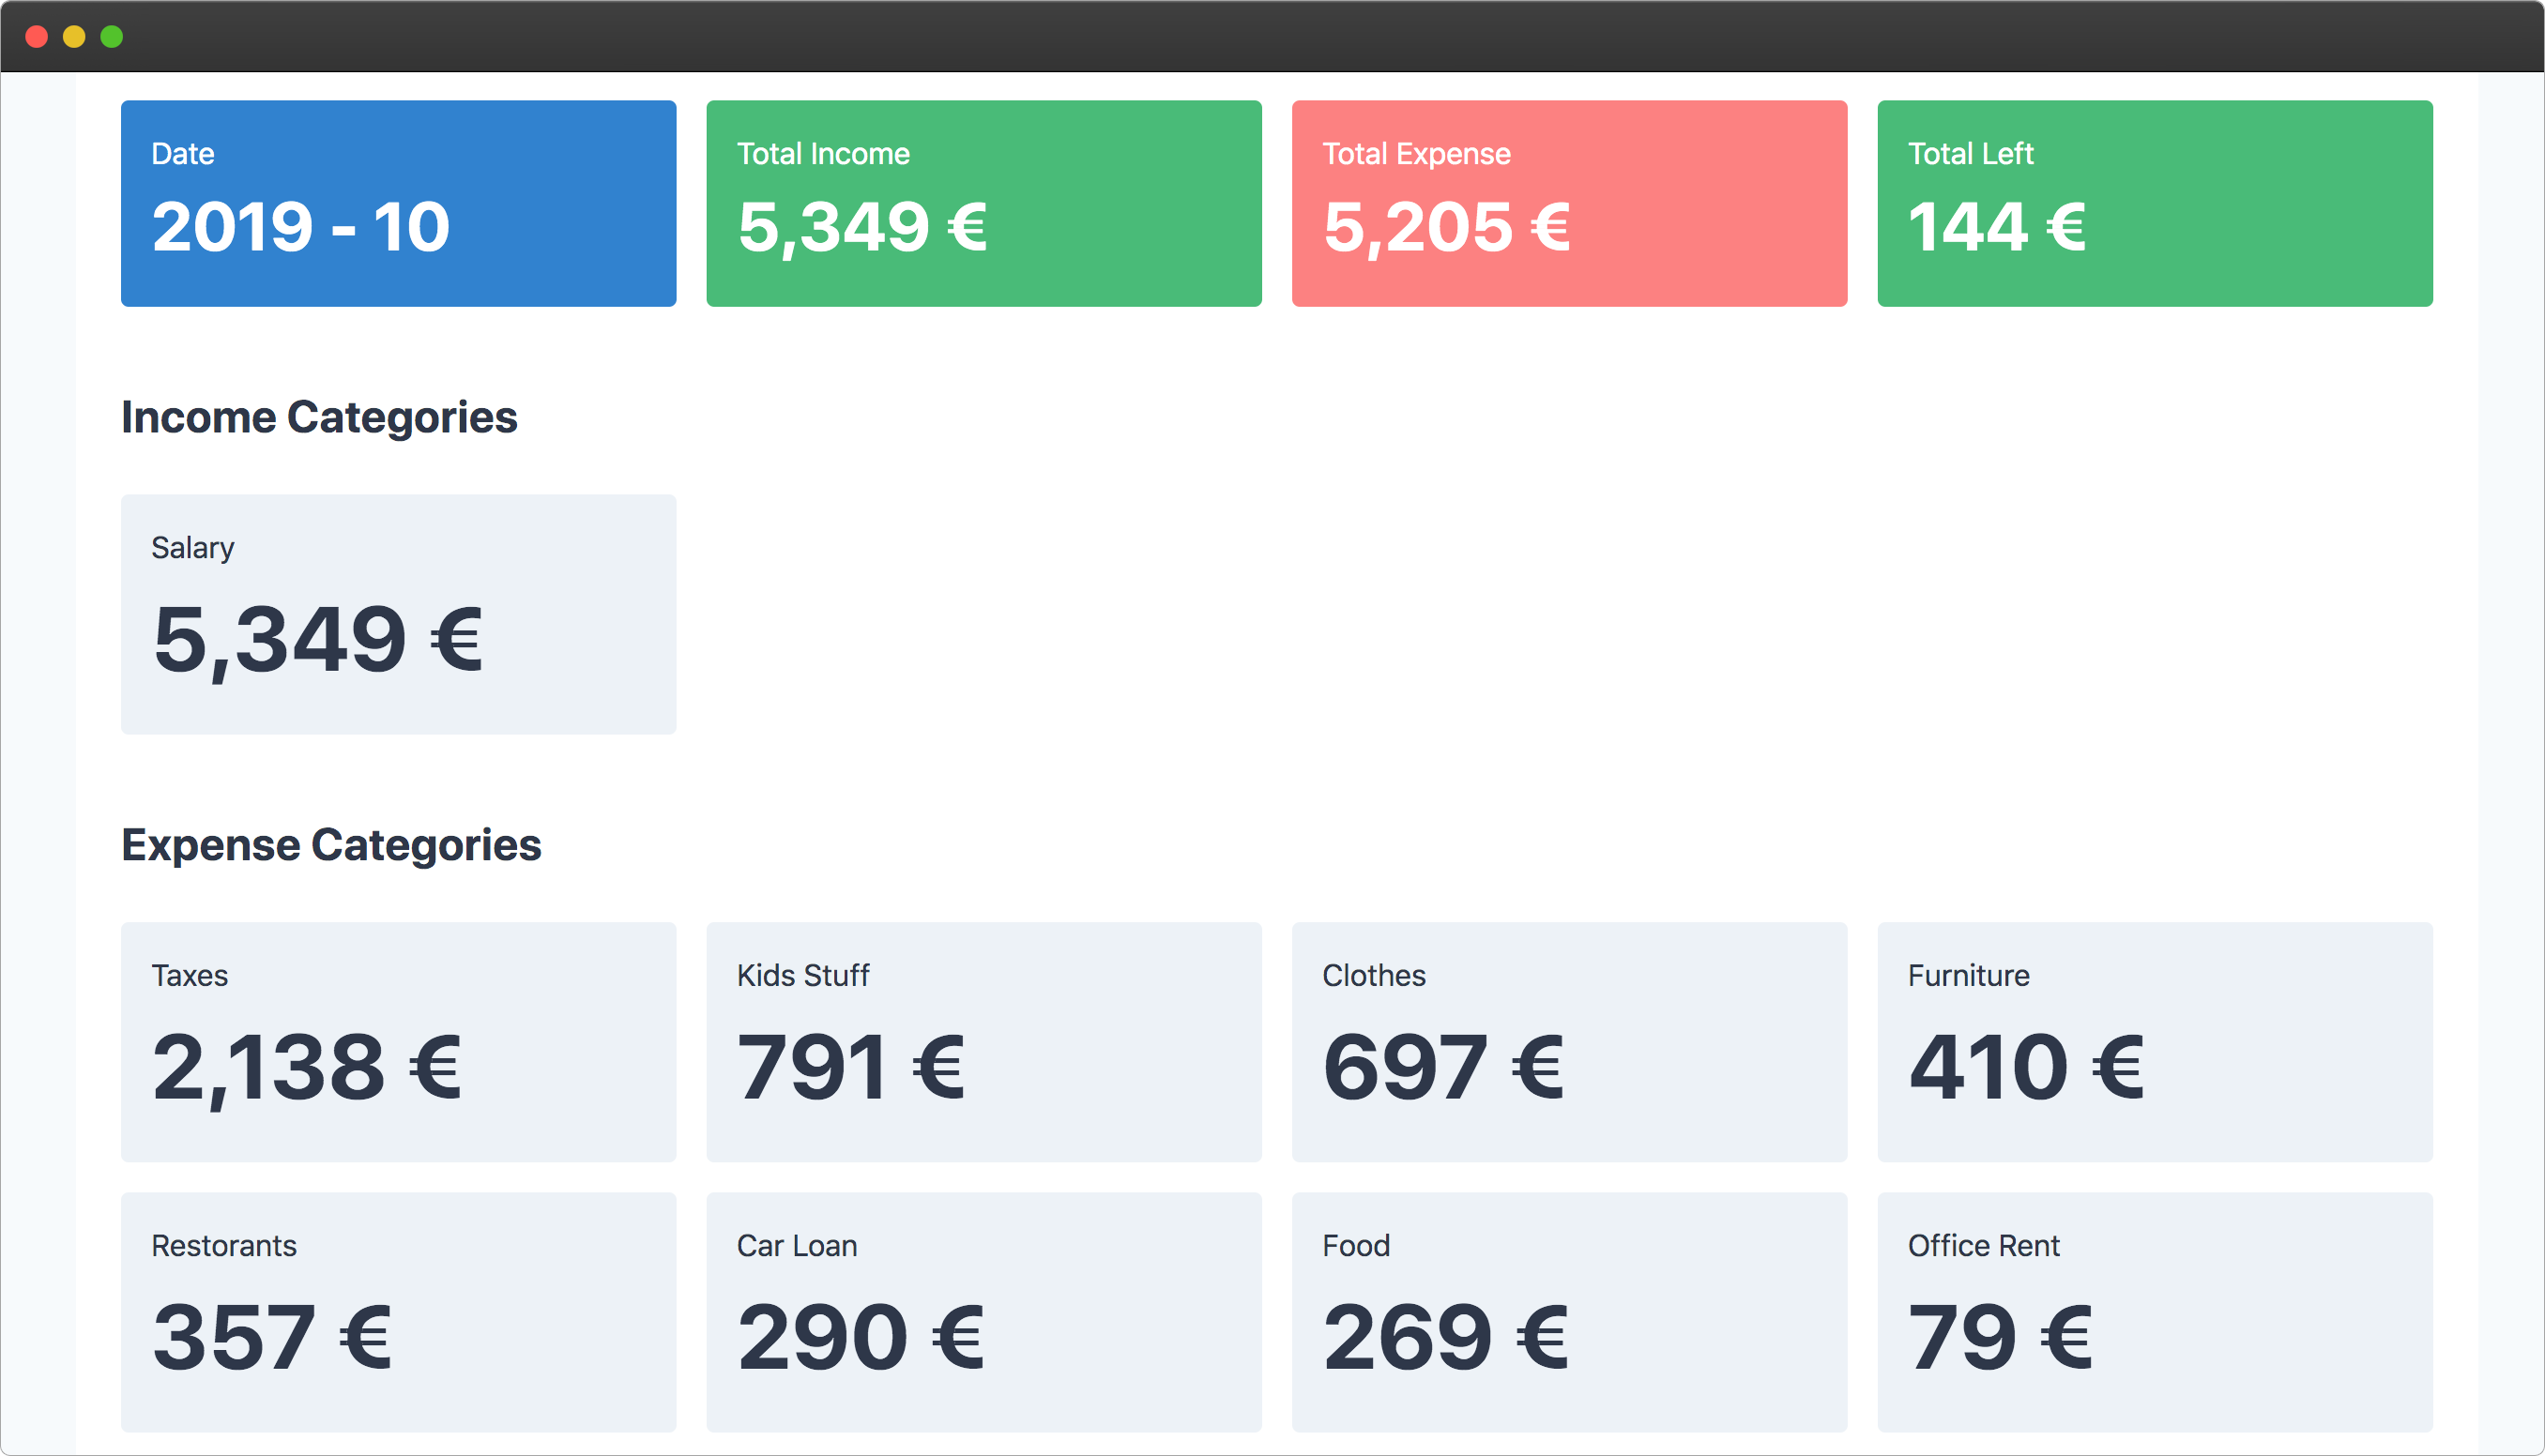 Date
2019 - 10
Total Income
5,349 €
Total Expense
5,205 €
Total Left
144 €
Income Categories
Salary
5,349 €
Expense Categories
Taxes
2,138 €
Kids Stuff
791 €
Clothes
697 €
Furniture
410 €
Restorants
357 €
Car Loan
290 €
Food
269 €
Office Rent
79 €